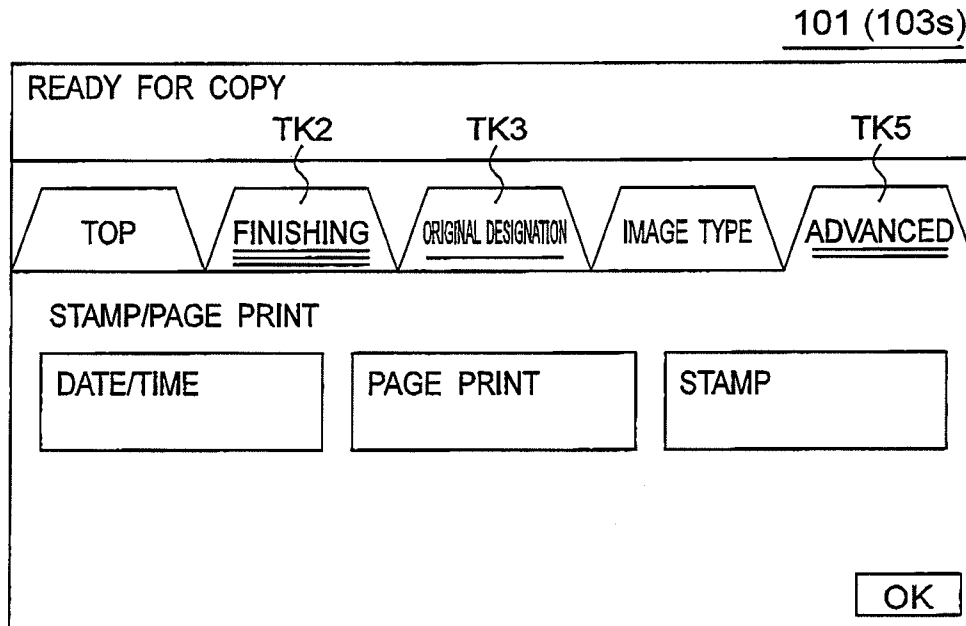 101 (103s)
READY FOR COPY
TK2 TK3 TK5
TOP FINISHING ORIGINAL DESIGNATION IMAGE TYPE ADVANCED
STAMP/PAGE PRINT
DATE/TIME PAGE PRINT STAMP
OK